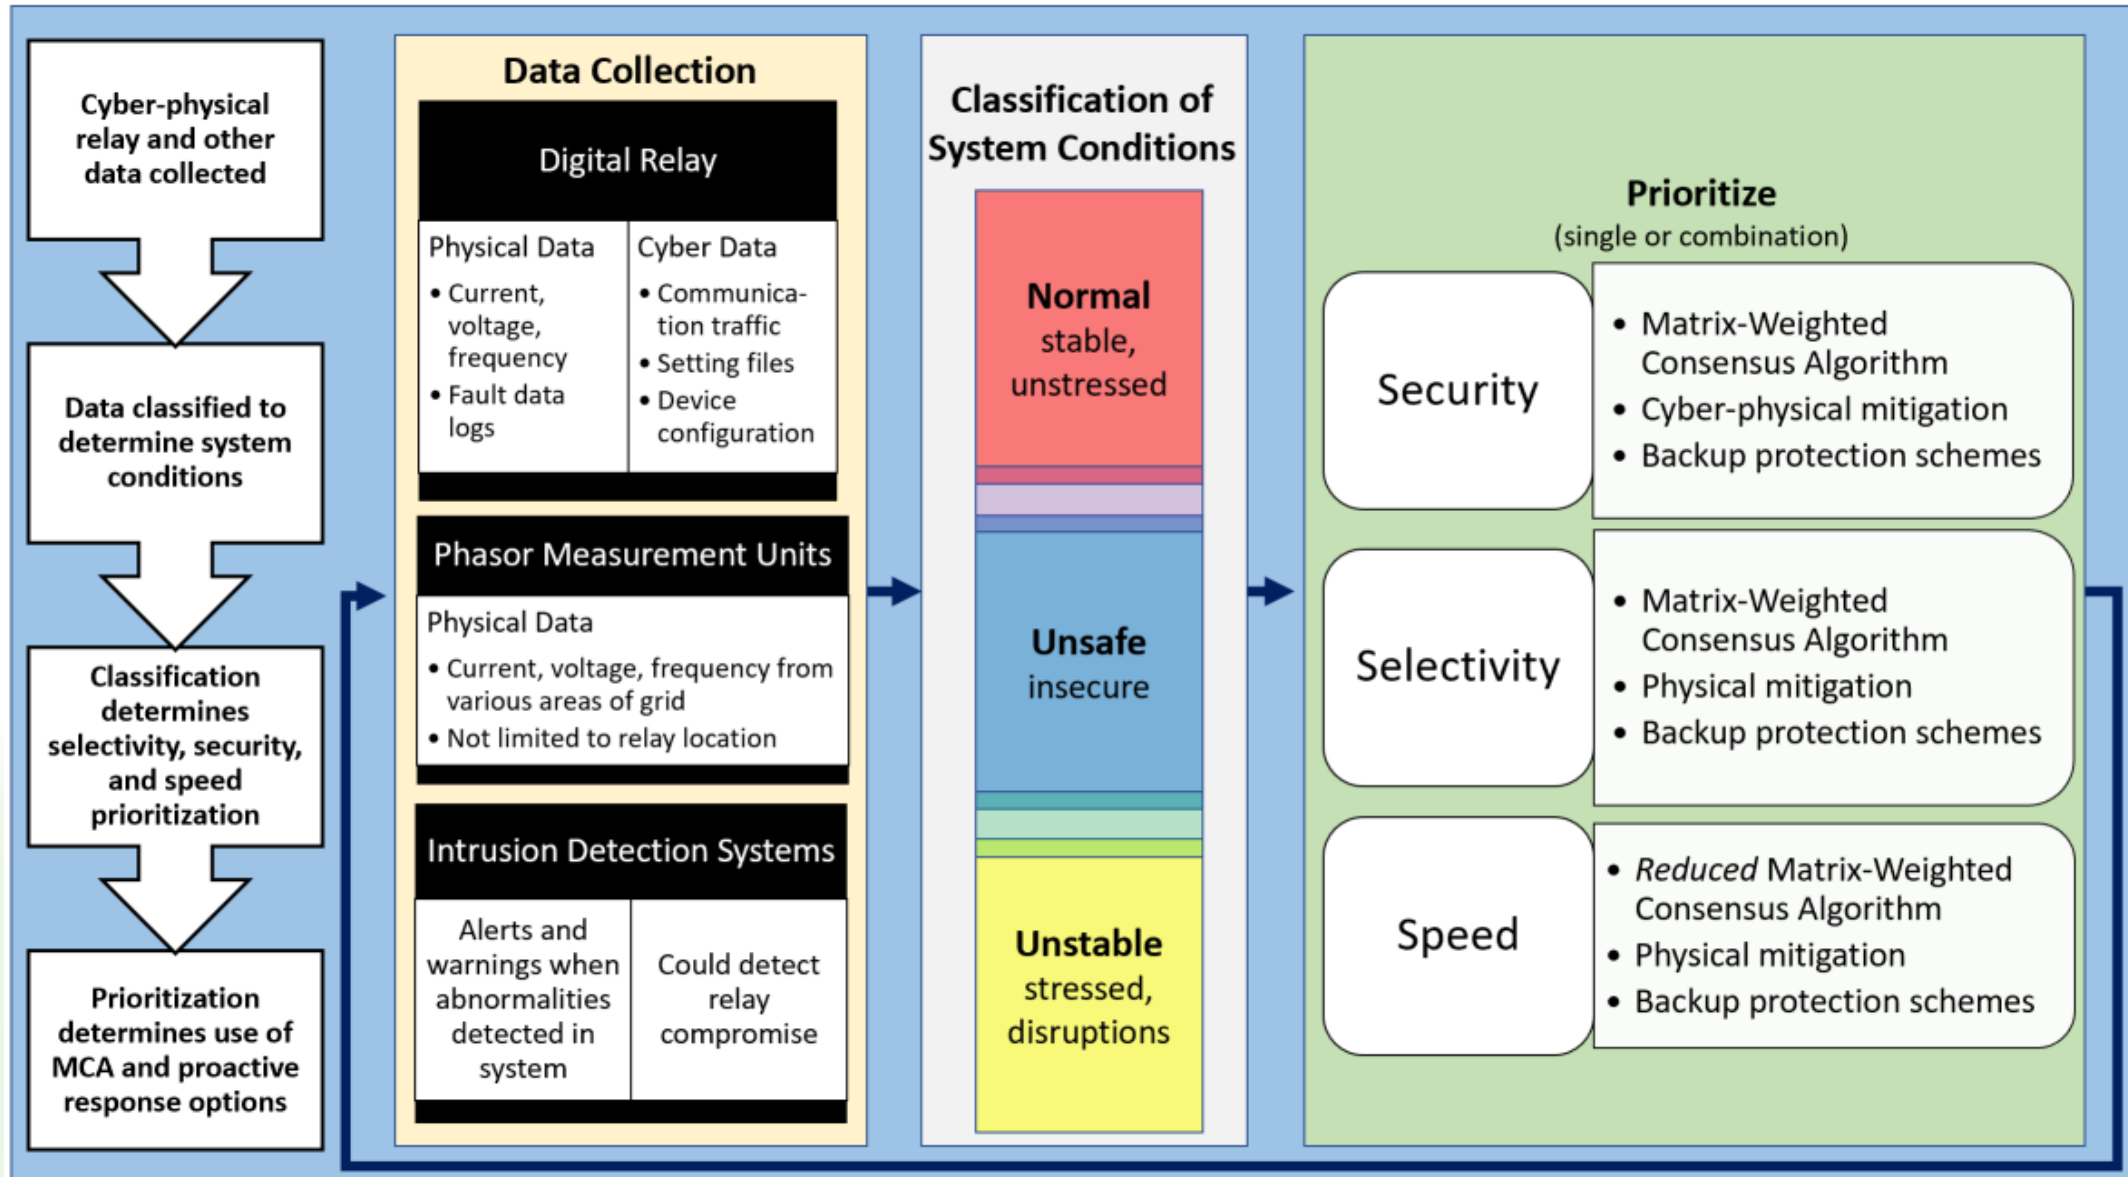 Cyber-physical
relay and other
data collected
Data classified to
determine system
conditions
Classification
determines
selectivity, security,
and speed
prioritization
Prioritization
determines use of
MCA and proactive
response options
Data Collection
Digital Relay
Physical Data
• Current,
voltage,
frequency
• Fault data
logs
Cyber Data
• Communica-
tion traffic
• Setting files
• Device
configuration
Phasor Measurement Units
Physical Data
• Current, voltage, frequency from
various areas of grid
• Not limited to relay location
Intrusion Detection Systems
Alerts and
warnings when
abnormalities
detected in
system
Could detect
relay
compromise
Classification of
System Conditions
Normal
stable,
unstressed
Unsafe
insecure
Unstable
stressed,
disruptions
Prioritize
(single or combination)
Security
• Matrix-Weighted
Consensus Algorithm
• Cyber-physical mitigation
• Backup protection schemes
Selectivity
• Matrix-Weighted
Consensus Algorithm
• Physical mitigation
• Backup protection schemes
Speed
• Reduced Matrix-Weighted
Consensus Algorithm
• Physical mitigation
• Backup protection schemes